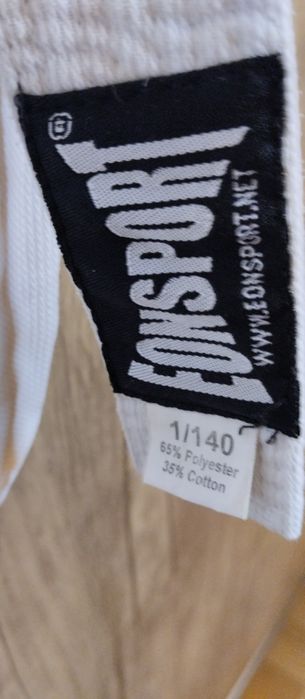 EONSPORT®
WWW.EONSPORT.NET
1/140
65% Polyester
35% Cotton